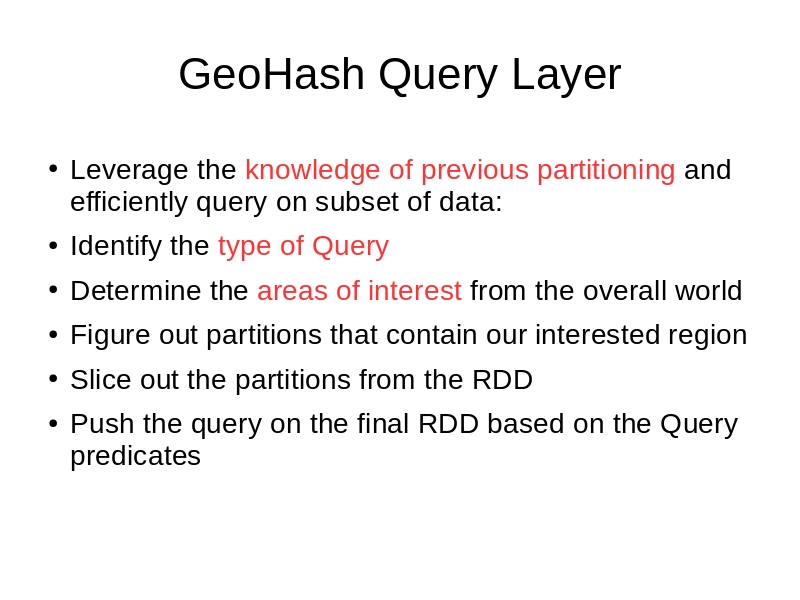 GeoHash Query Layer
• Leverage the knowledge of previous partitioning and
efficiently query on subset of data:
• Identify the type of Query
• Determine the areas of interest from the overall world
• Figure out partitions that contain our interested region
• Slice out the partitions from the RDD
• Push the query on the final RDD based on the Query
predicates